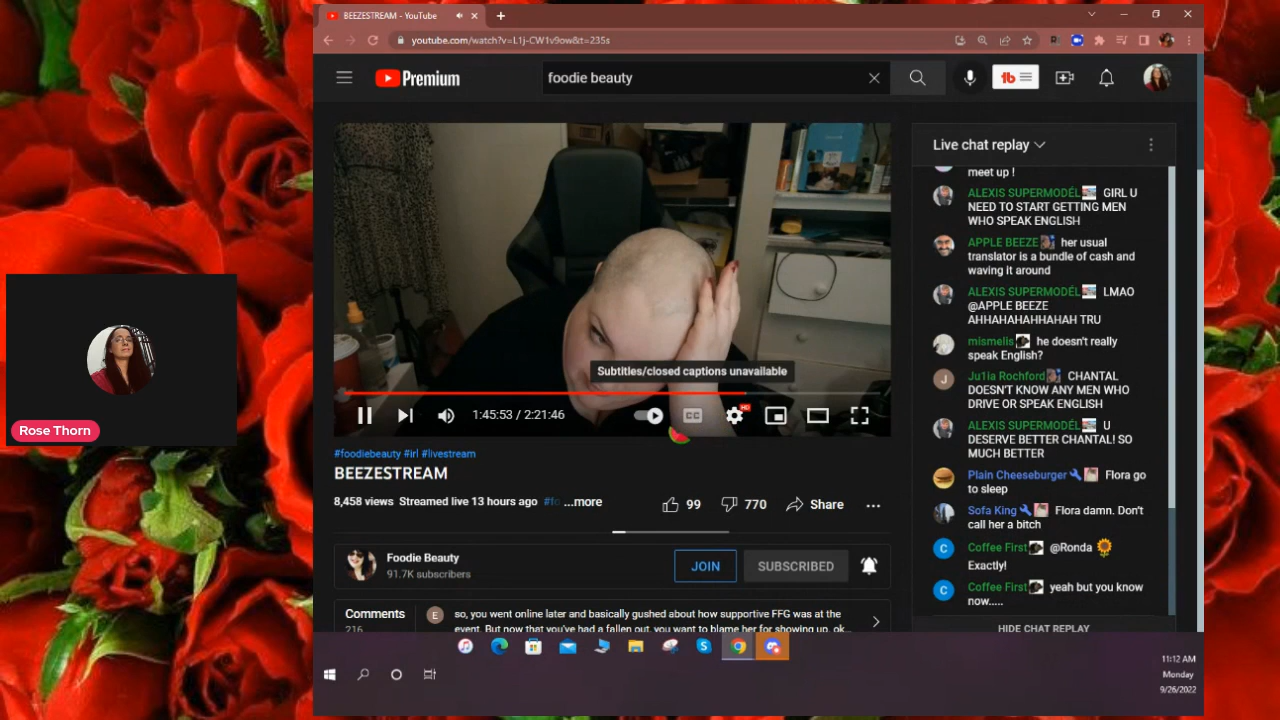 BEEZESTREAM - YouTube
youtube.com/watch?v=L1j-CW1v9ow&t=235s
Premium
foodie beauty
Live chat replay
meet up !
ALEXIS SUPERMODÉL GIRL U
NEED TO START GETTING MEN
WHO SPEAK ENGLISH
APPLE BEEZE her usual
translator is a bundle of cash and
waving it around
ALEXIS SUPERMODÉL LMAO
@APPLE BEEZE
AHHAHAHAHHAHAH TRU
mismelis he doesn't really
speak English?
Ju1ia Rochford CHANTAL
DOESN'T KNOW ANY MEN WHO
DRIVE OR SPEAK ENGLISH
ALEXIS SUPERMODÉL U
DESERVE BETTER CHANTAL! SO
MUCH BETTER
Plain Cheeseburger Flora go
to sleep
Sofa King Flora damn. Don't
call her a bitch
Coffee First @Ronda
Exactly!
Coffee First yeah but you know
now.....
HIDE CHAT REPLAY
Subtitles/closed captions unavailable
1:45:53 / 2:21:46
CC
HD
#foodiebeauty #irl #livestream
BEEZESTREAM
8,458 views Streamed live 13 hours ago #fo ...more
99
770
Share
Foodie Beauty
91.7K subscribers
JOIN
SUBSCRIBED
Comments
216
E
so, you went online later and basically gushed about how supportive FFG was at the
event. But now that you've had a fallen out, you want to blame her for showing up, ok...
Rose Thorn
11:12 AM
Monday
9/26/2022